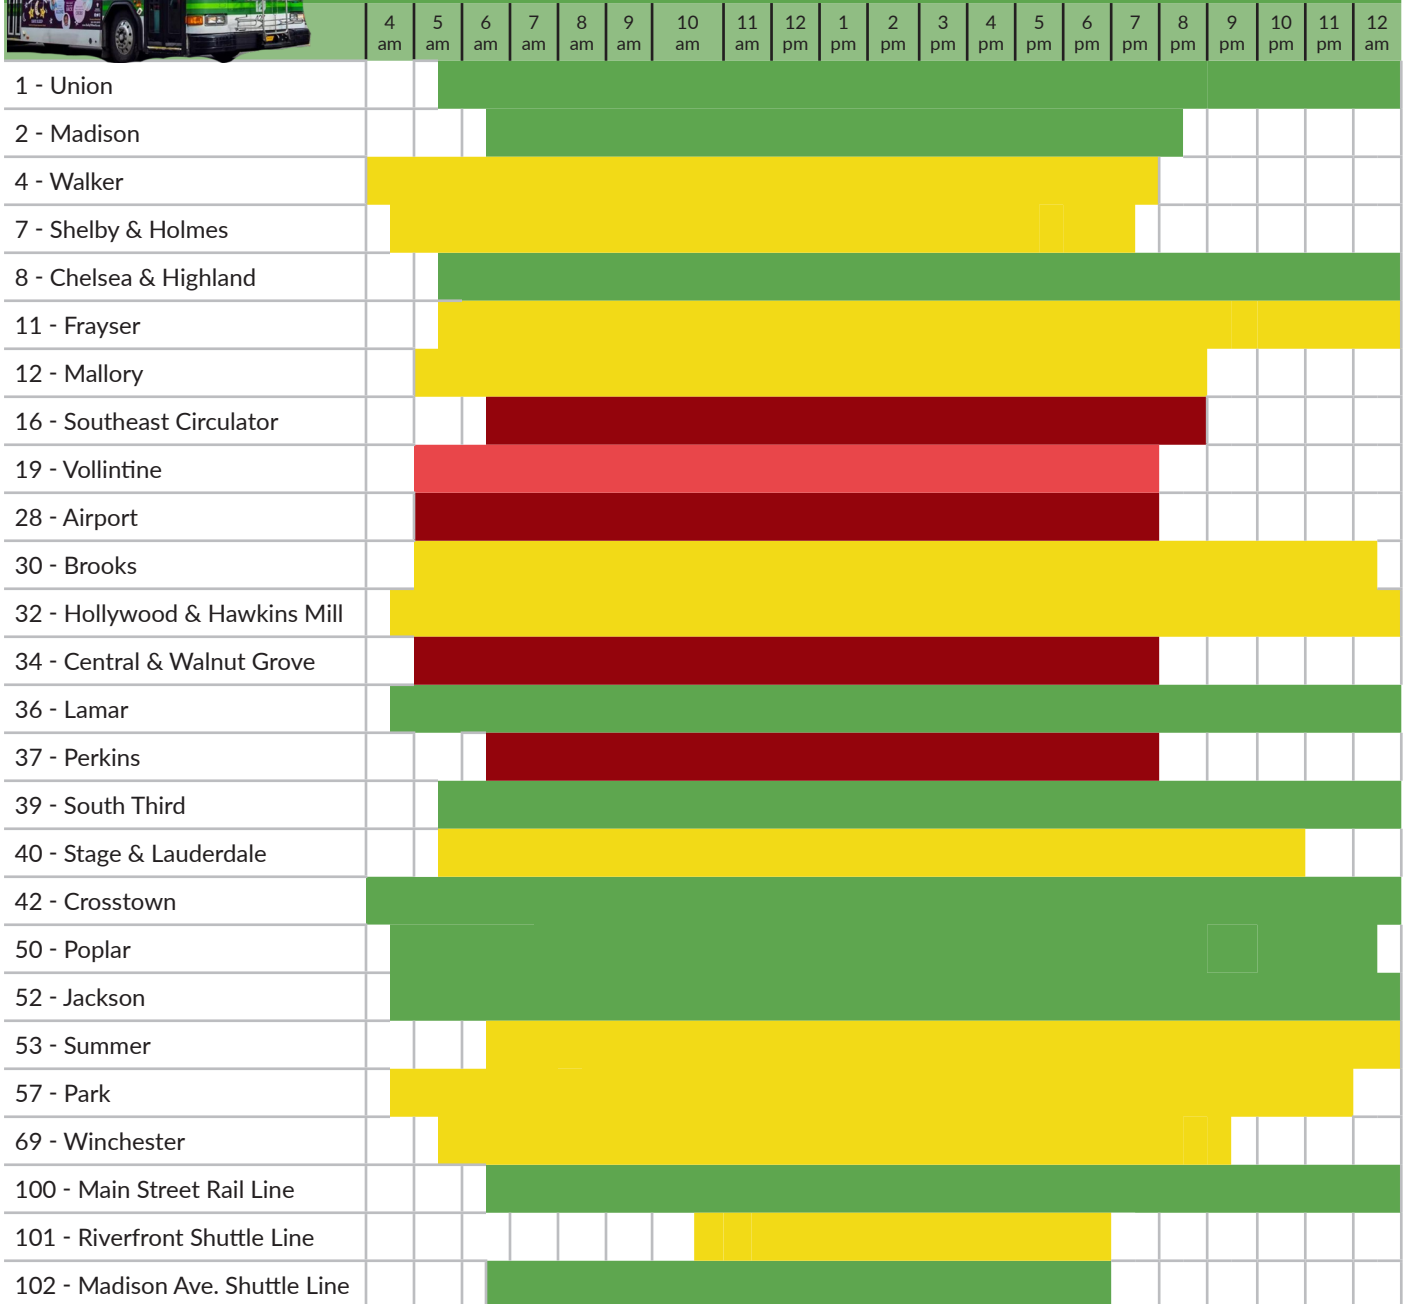 4 am 5 am 6 am 7 am 8 am 9 am 10 am 11 am 12 pm 1 pm 2 pm 3 pm 4 pm 5 pm 6 pm 7 pm 8 pm 9 pm 10 pm 11 pm 12 am
1 - Union
2 - Madison
4 - Walker
7 - Shelby & Holmes
8 - Chelsea & Highland
11 - Frayser
12 - Mallory
16 - Southeast Circulator
19 - Vollintine
28 - Airport
30 - Brooks
32 - Hollywood & Hawkins Mill
34 - Central & Walnut Grove
36 - Lamar
37 - Perkins
39 - South Third
40 - Stage & Lauderdale
42 - Crosstown
50 - Poplar
52 - Jackson
53 - Summer
57 - Park
69 - Winchester
100 - Main Street Rail Line
101 - Riverfront Shuttle Line
102 - Madison Ave. Shuttle Line